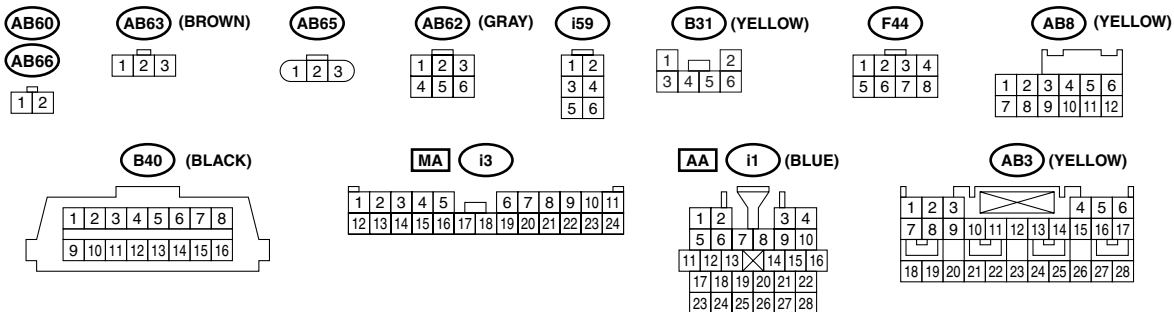 AB60
AB66
1 2
AB63 (BROWN)
1 2 3
AB65
1 2 3
AB62 (GRAY)
1 2 3
4 5 6
i59
1 2
3 4
5 6
B31 (YELLOW)
1 2
3 4 5 6
F44
1 2 3 4
5 6 7 8
AB8 (YELLOW)
1 2 3 4 5 6
7 8 9 10 11 12
B40 (BLACK)
1 2 3 4 5 6 7 8
9 10 11 12 13 14 15 16
MA i3
1 2 3 4 5 6 7 8 9 10 11
12 13 14 15 16 17 18 19 20 21 22 23 24
AA i1 (BLUE)
1 2 3 4
5 6 7 8 9 10
11 12 13 14 15 16
17 18 19 20 21 22
23 24 25 26 27 28
AB3 (YELLOW)
1 2 3 4 5 6
7 8 9 10 11 12 13 14 15 16 17
18 19 20 21 22 23 24 25 26 27 28